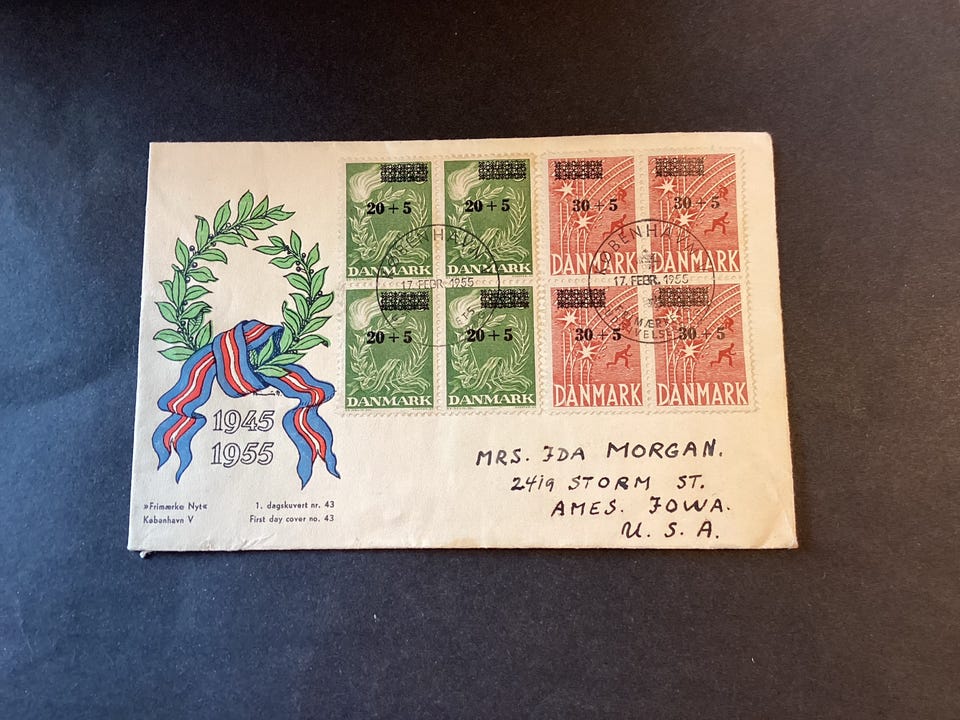 20 + 5
20 + 5
30 + 5
30 + 5
KØBENHAVN
KØBENHAVN
DANMARK
DANMARK
DANMARK
DANMARK
17. FEBR. 1955
17. FEBR. 1955
20 + 5
20 + 5
30 + 5
30 + 5
DANMARK
DANMARK
DANMARK
DANMARK
1945
1955
MRS. IDA MORGAN.
2419 STORM ST.
AMES. IOWA.
U. S. A.
»Frimærke Nyt«
København V
1. dagskuvert nr. 43
First day cover no. 43